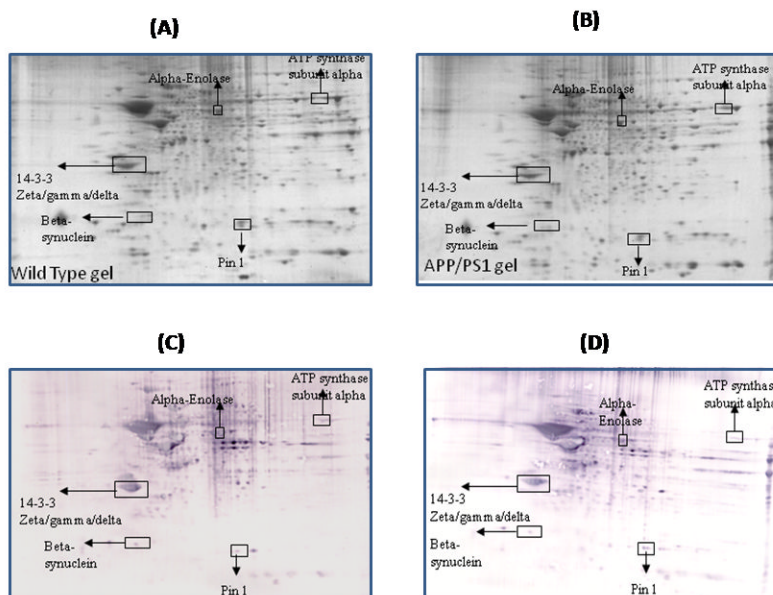 (A)
(B)
ATP synthase
subunit alpha
Alpha-Enolase
14-3-3
Zeta/gamma/delta
Beta-
synuclein
Pin 1
Wild Type gel
ATP synthase
subunit alpha
Alpha-Enolase
14-3-3
Zeta/gamma/delta
Beta-
synuclein
Pin 1
APP/PS1 gel
(C)
(D)
ATP synthase
subunit alpha
Alpha-Enolase
14-3-3
Zeta/gamma/delta
Beta-
synuclein
Pin 1
ATP synthase
subunit alpha
Alpha-
Enolase
14-3-3
Zeta/gamma/delta
Beta-
synuclein
Pin 1